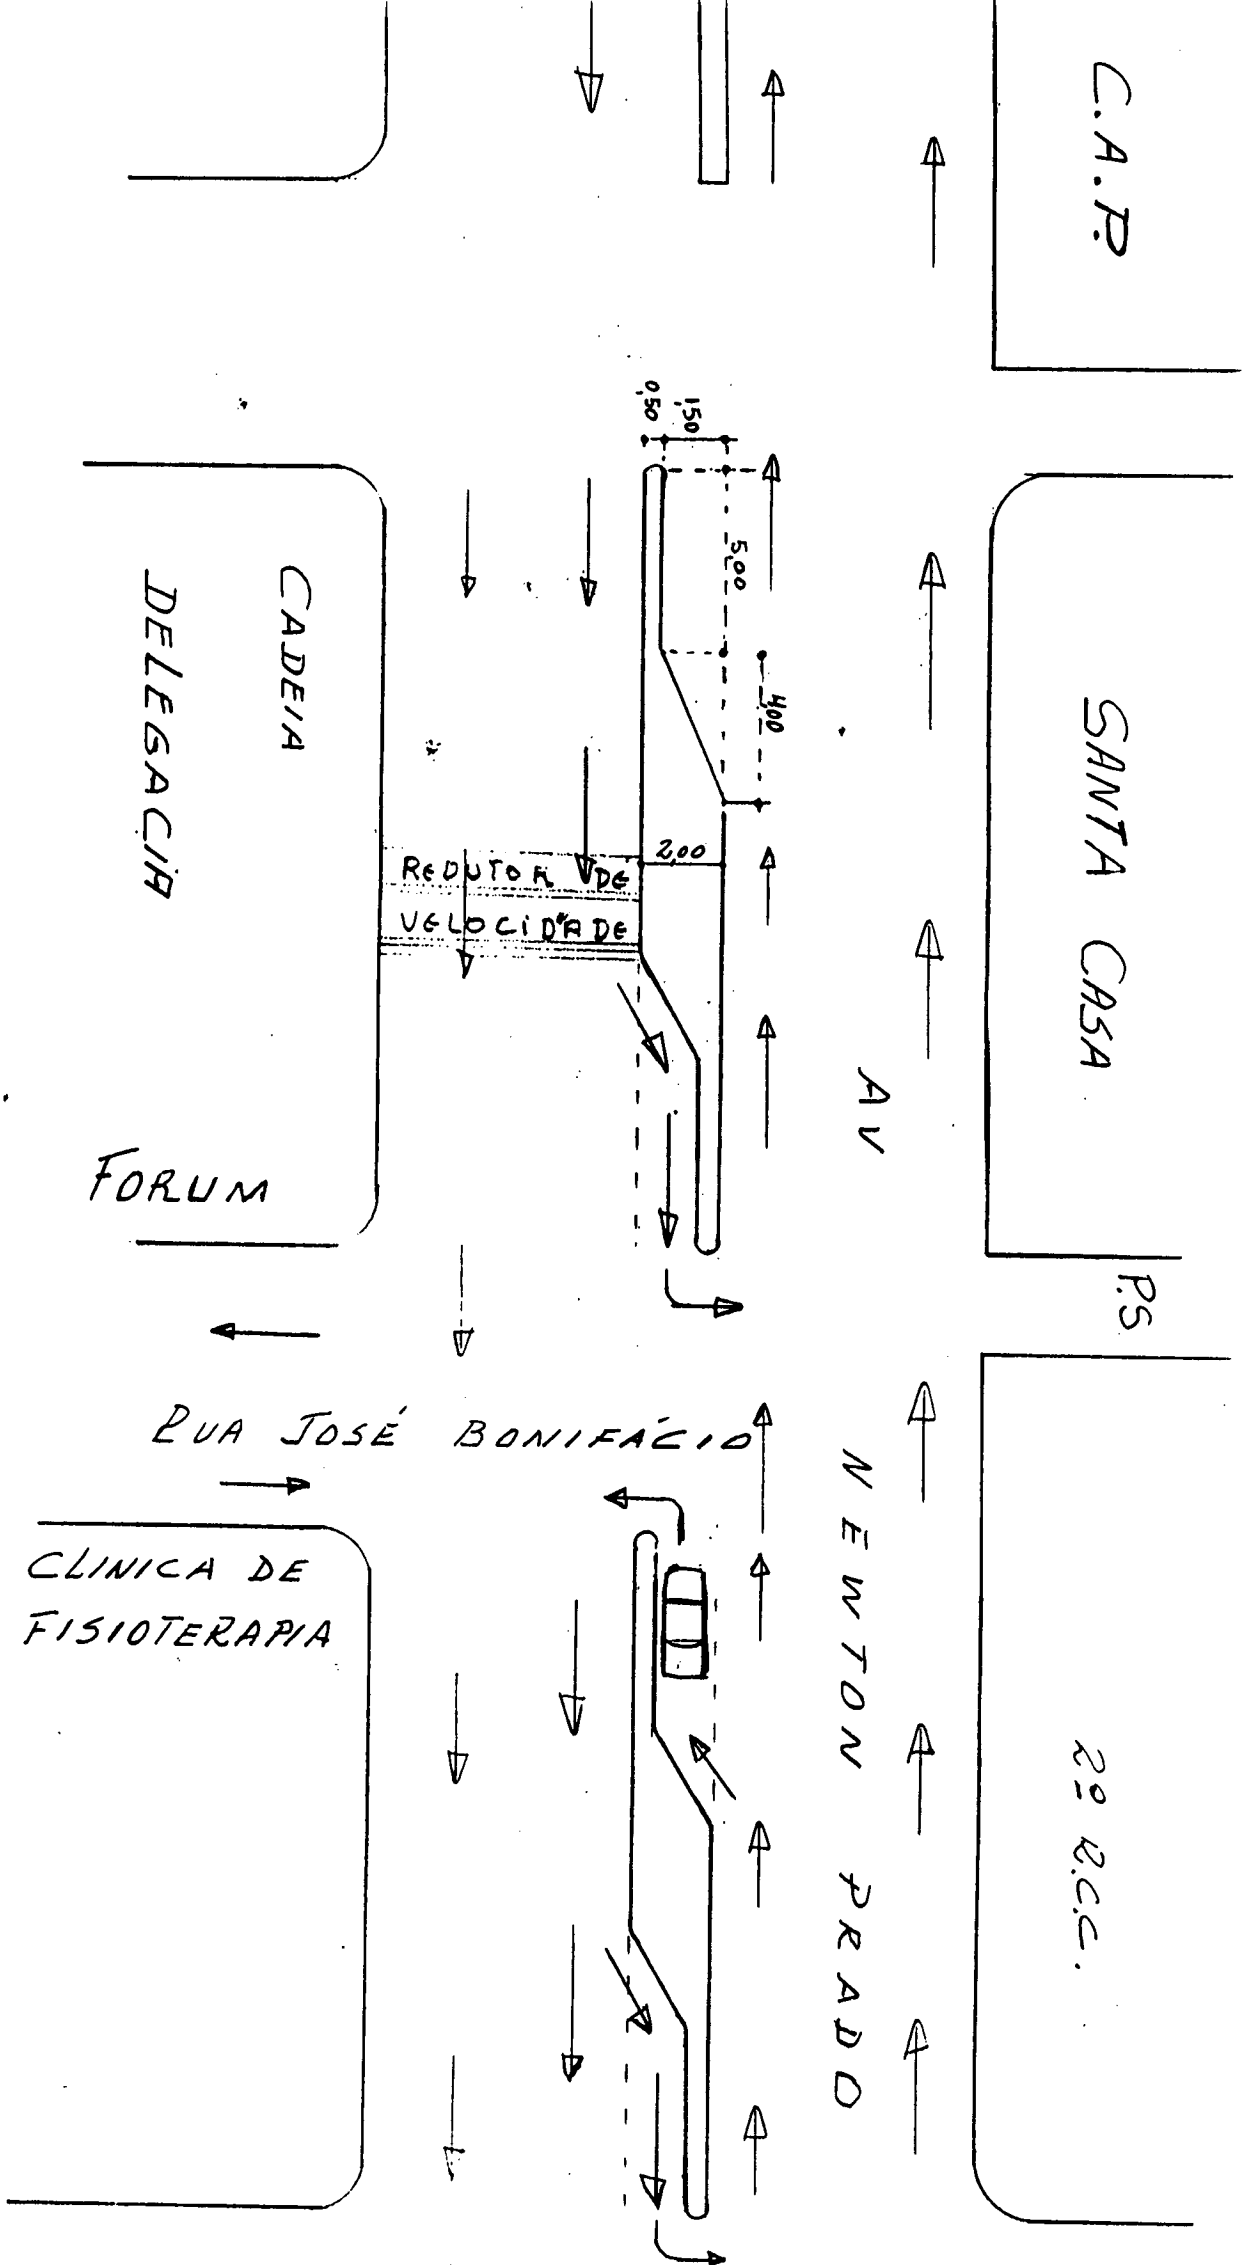 C.A.P.
0,50
1,50
5,00
4,00
SANTA CASA
CADEIA
DELEGACIA
2,00
REDUTOR DE
VELOCIDADE
FORUM
P.S
AV NEWTON PRADO
RUA JOSÉ BONIFÁCIO
CLINICA DE
FISIOTERAPIA
2º R.C.C.